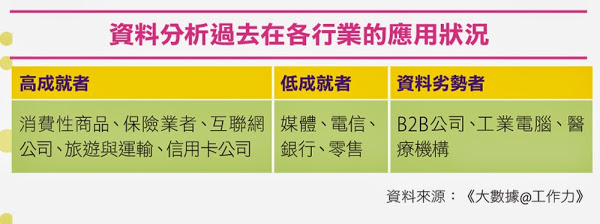 資料分析過去在各行業的應用狀況
高成就者
低成就者
資料劣勢者
消費性商品、保險業者、互聯網
公司、旅遊與運輸、信用卡公司
媒體、電信、
銀行、零售
B2B公司、工業電腦、醫
療機構
資料來源：《大數據@工作力》